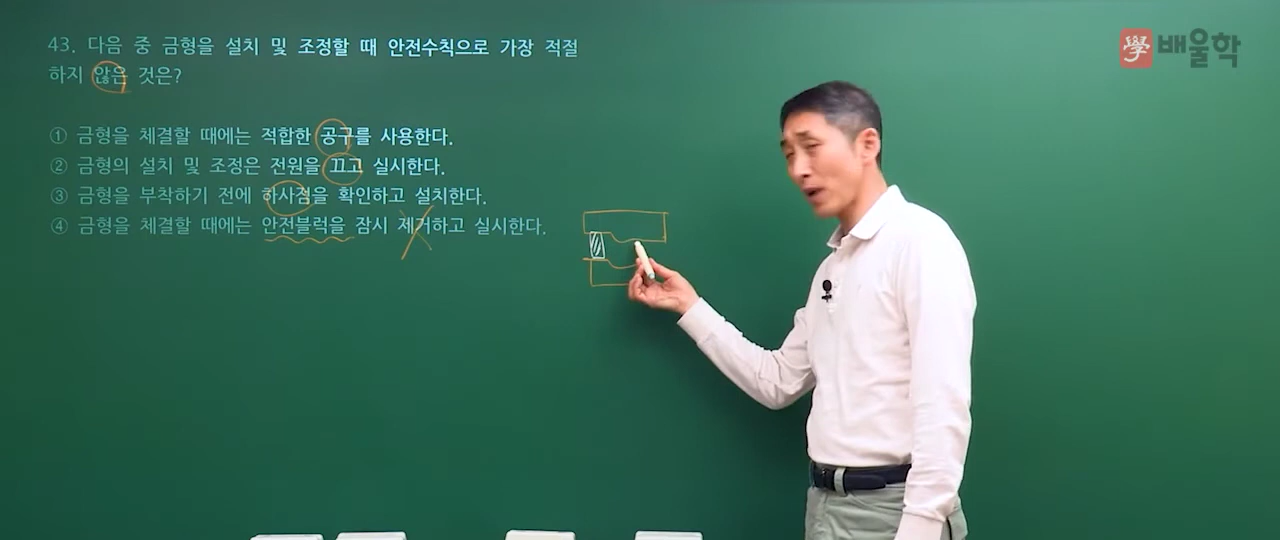 43. 다음 중 금형을 설치 및 조정할 때 안전수칙으로 가장 적절
하지 않은 것은?
① 금형을 체결할 때에는 적합한 공구를 사용한다.
② 금형의 설치 및 조정은 전원을 끄고 실시한다.
③ 금형을 부착하기 전에 하사점을 확인하고 설치한다.
④ 금형을 체결할 때에는 안전블럭을 잠시 제거하고 실시한다.
學 배울학